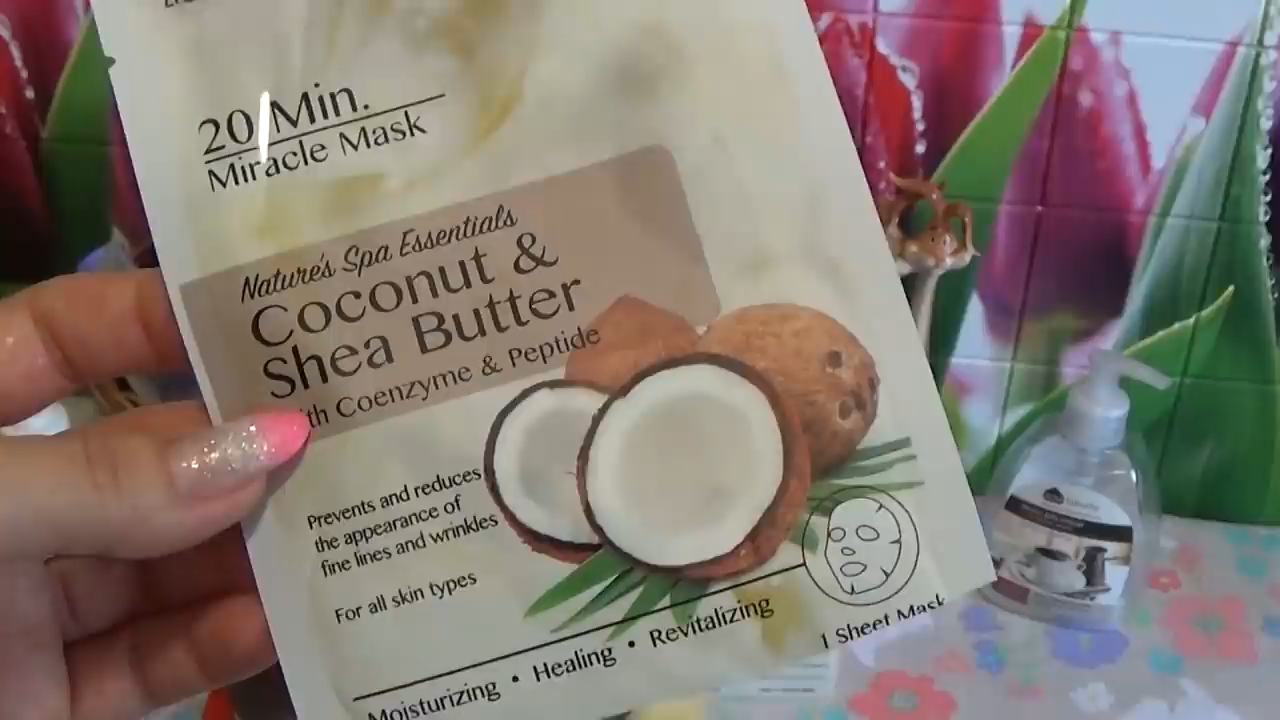 20 Min.
Miracle Mask
Nature's Spa Essentials
Coconut &
Shea Butter
th Coenzyme & Peptide
Prevents and reduces
the appearance of
fine lines and wrinkles
For all skin types
Moisturizing • Healing • Revitalizing
1 Sheet Mask